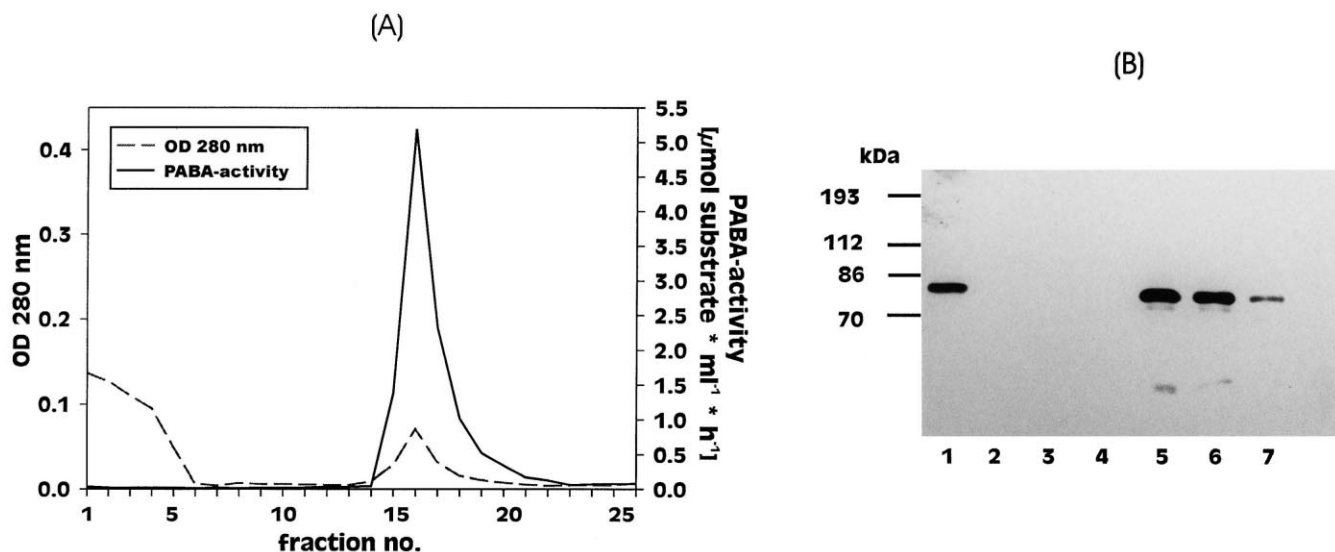 (A)
OD 280 nm
PABA-activity
0.4
0.3
0.2
0.1
0.0
OD 280 nm
5.5
5.0
4.5
4.0
3.5
3.0
2.5
2.0
1.5
1.0
0.5
0.0
PABA-activity
[µmol substrate * ml⁻¹ * h⁻¹]
1 5 10 15 20 25
fraction no.
(B)
kDa
193
112
86
70
1 2 3 4 5 6 7